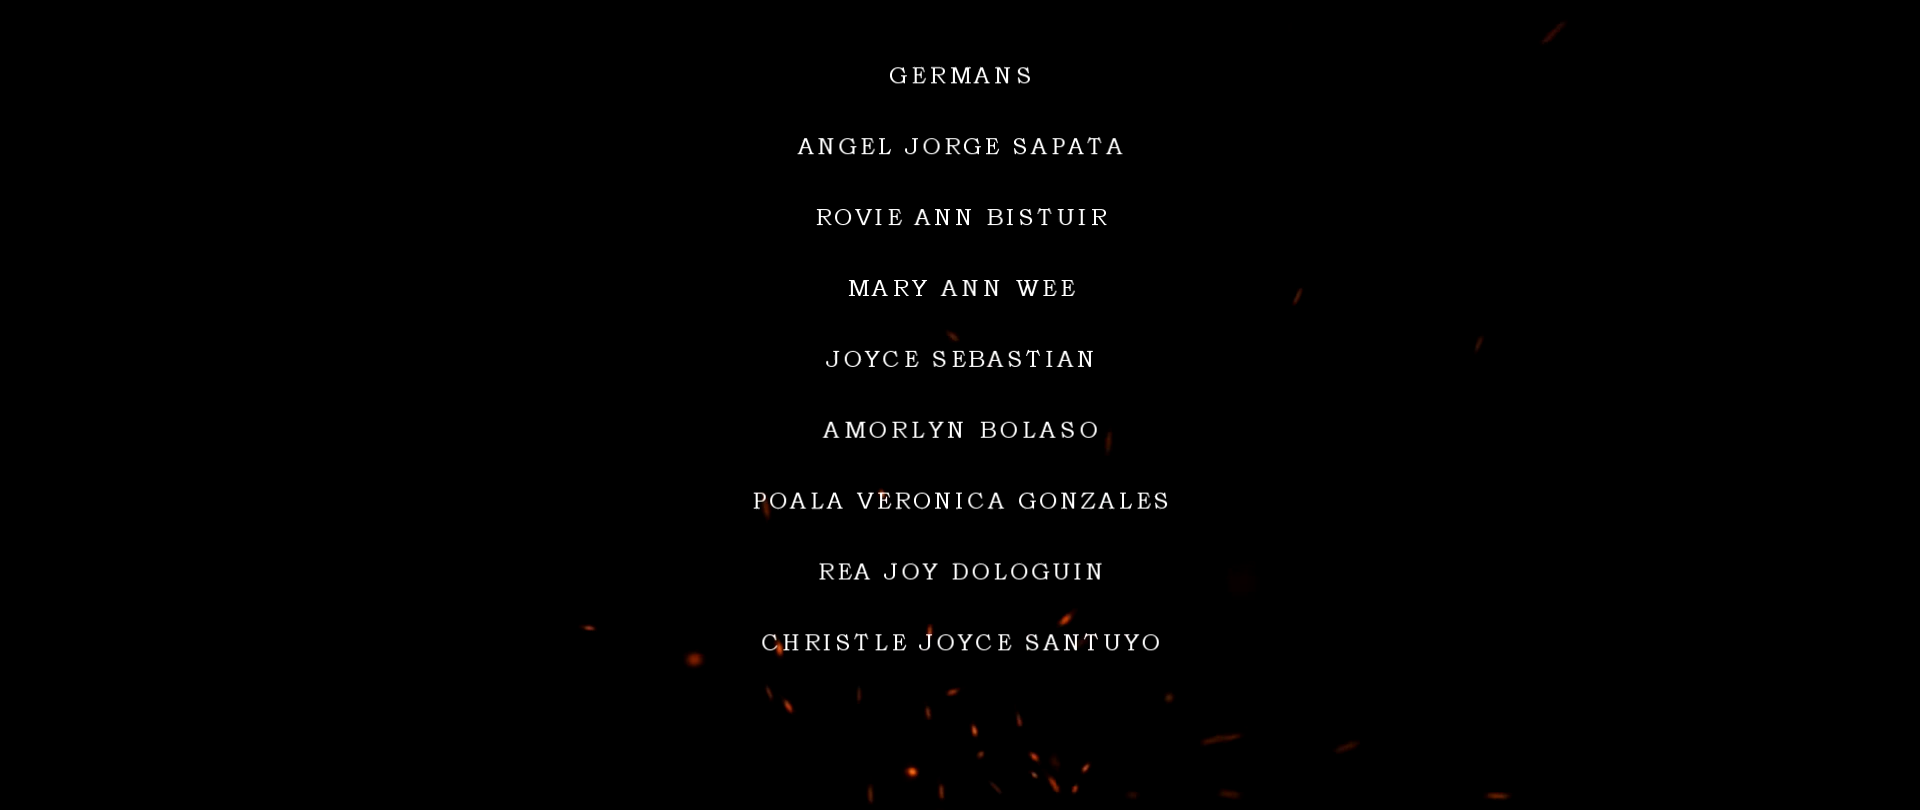 GERMANS
ANGEL JORGE SAPATA
ROVIE ANN BISTUIR
MARY ANN WEE
JOYCE SEBASTIAN
AMORLYN BOLASO
POALA VERONICA GONZALES
REA JOY DOLOGUIN
CHRISTLE JOYCE SANTUYO